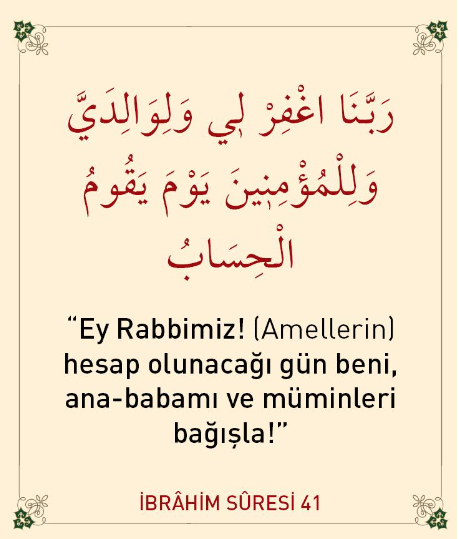 رَبَّنَا اغْفِرْ لٖي وَلِوَالِدَيَّ
وَلِلْمُؤْمِنٖينَ يَوْمَ يَقُومُ
الْحِسَابُ
“Ey Rabbimiz! (Amellerin)
hesap olunacağı gün beni,
ana-babamı ve müminleri
bağışla!”
İBRÂHİM SÛRESİ 41